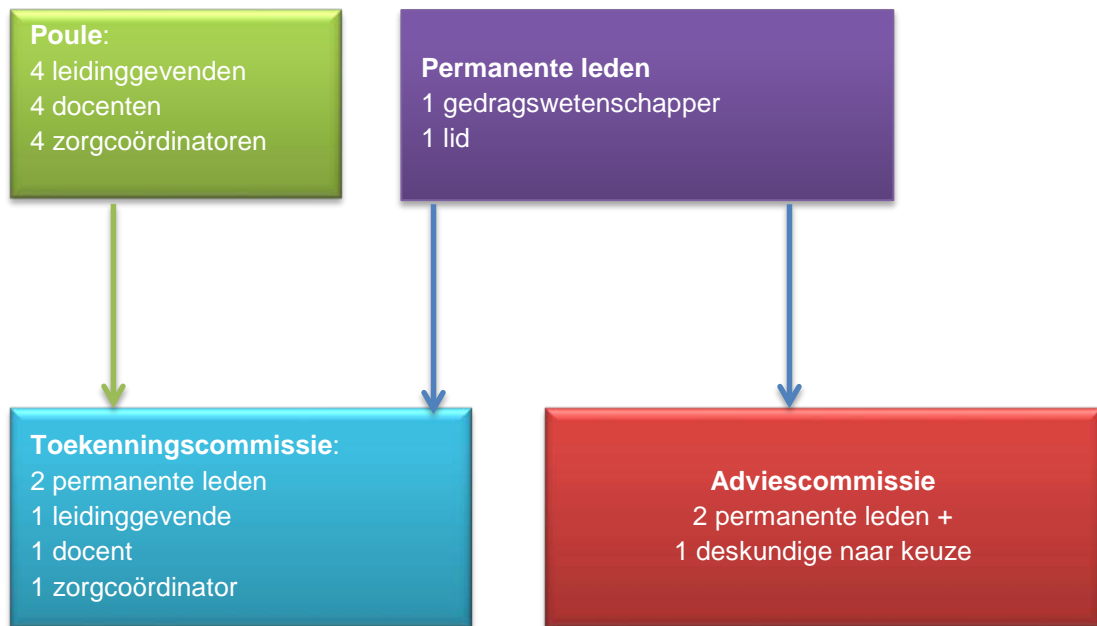 Poule:
4 leidinggevenden
4 docenten
4 zorgcoördinatoren
Permanente leden
1 gedragswetenschapper
1 lid
Toekenningscommissie:
2 permanente leden
1 leidinggevende
1 docent
1 zorgcoördinator
Adviescommissie
2 permanente leden +
1 deskundige naar keuze